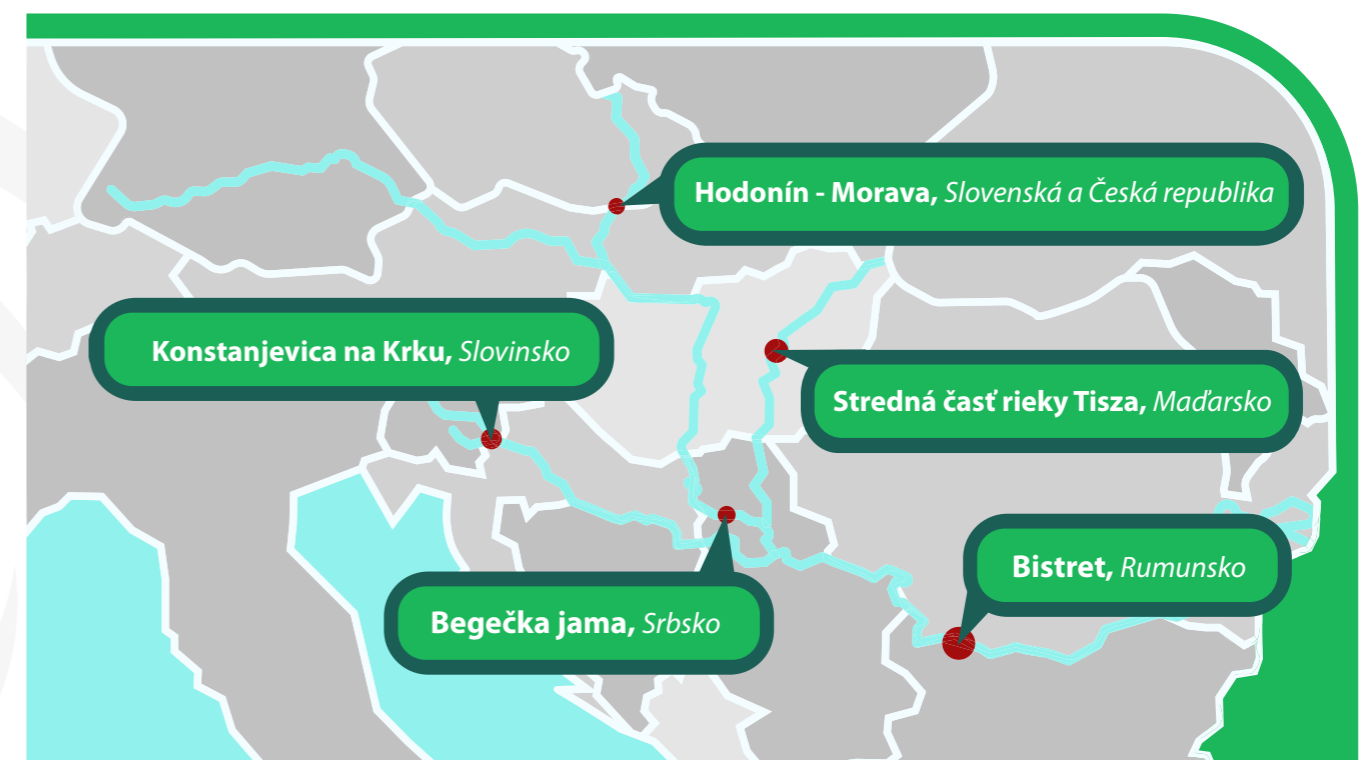 Hodonín - Morava, Slovenská a Česká republika
Konstanjevica na Krku, Slovinsko
Stredná časť rieky Tisza, Maďarsko
Bistret, Rumunsko
Begečka jama, Srbsko